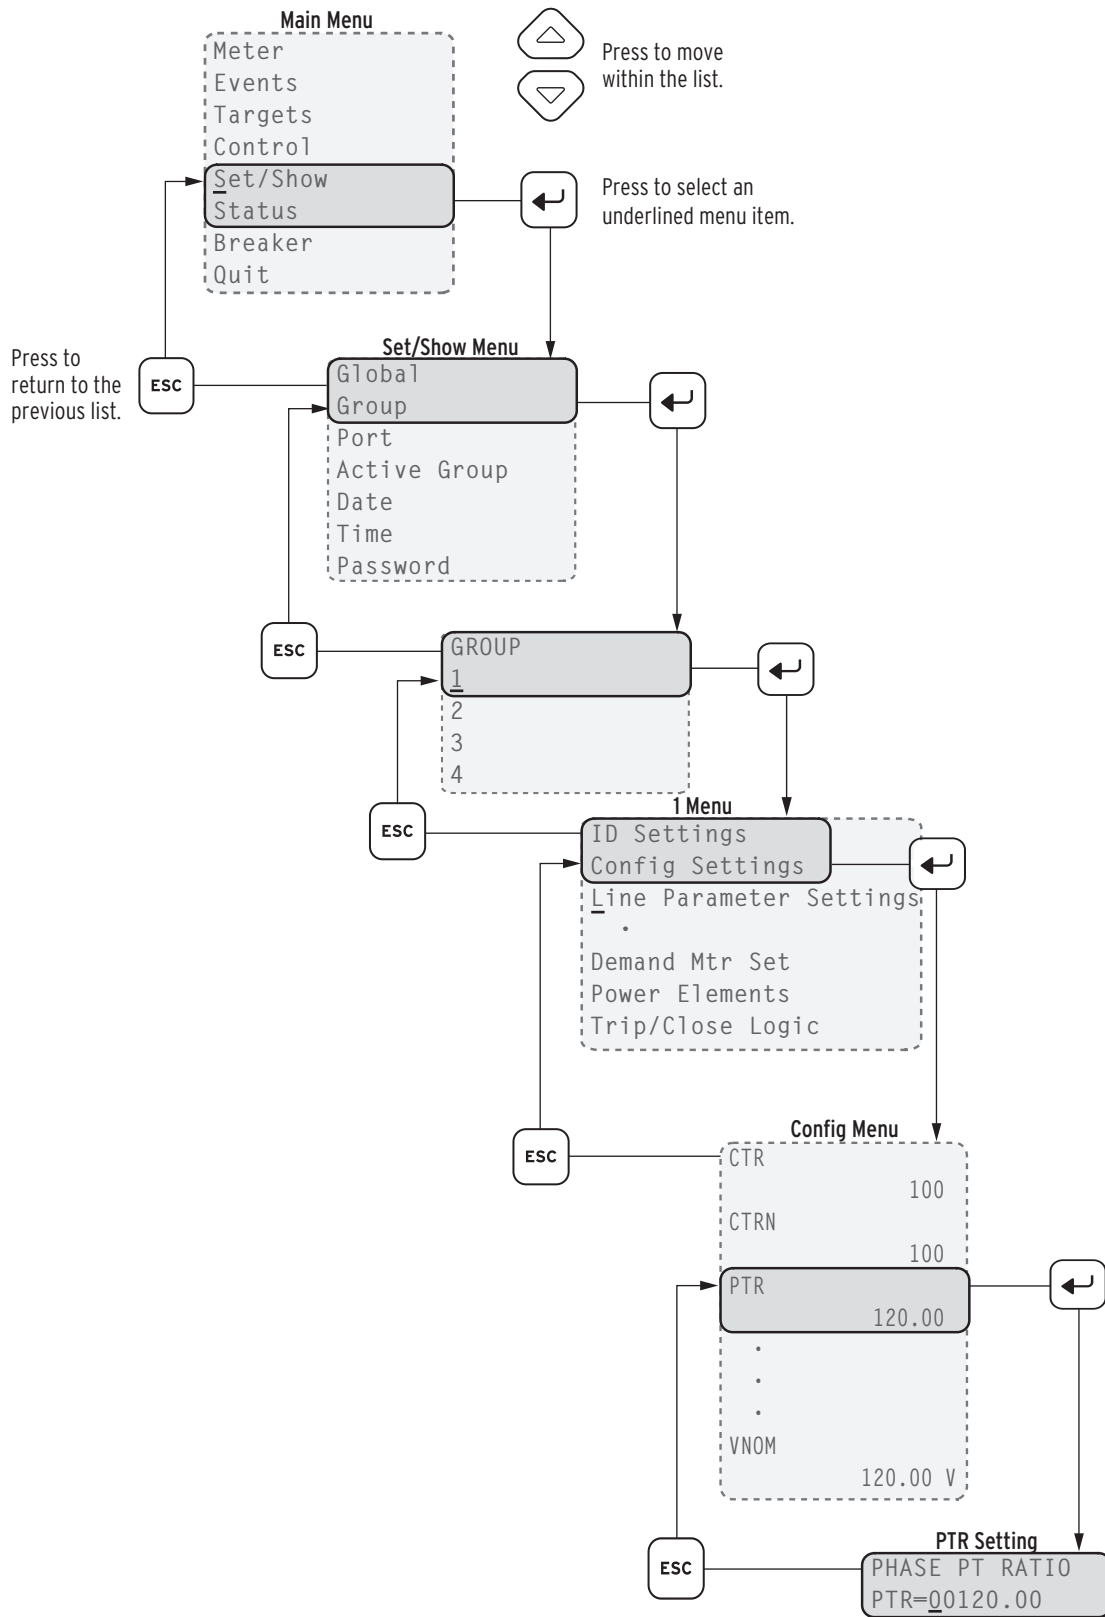 Main Menu
Meter
Events
Targets
Control
Set/Show
Status
Breaker
Quit
Press to move
within the list.
Press to select an
underlined menu item.
Set/Show Menu
Global
Group
Port
Active Group
Date
Time
Password
Press to
return to the
previous list.
ESC
GROUP
1
2
3
4
ESC
1 Menu
ID Settings
Config Settings
Line Parameter Settings
Demand Mtr Set
Power Elements
Trip/Close Logic
ESC
Config Menu
CTR
100
CTRN
100
PTR
120.00
VNOM
120.00 V
ESC
PTR Setting
PHASE PT RATIO
PTR=00120.00
ESC